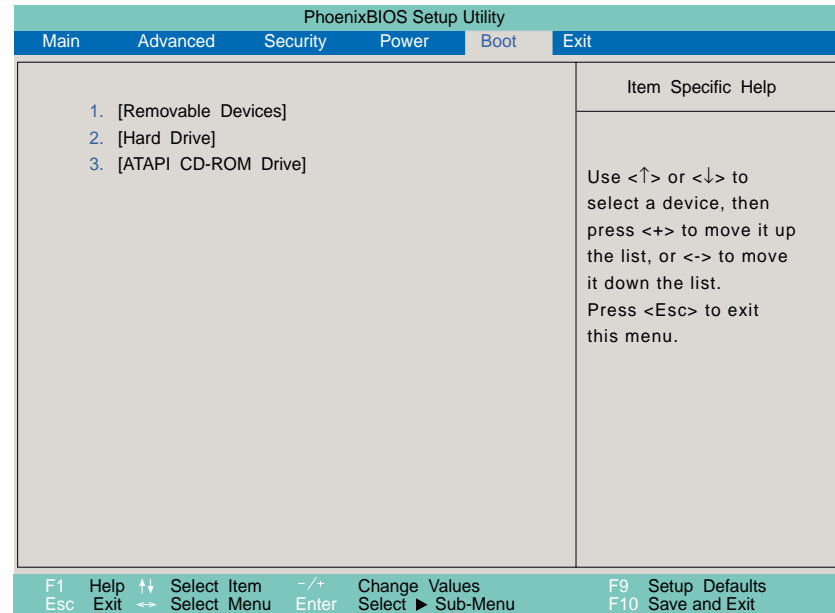 PhoenixBIOS Setup Utility
Main Advanced Security Power Boot Exit
1. [Removable Devices]
2. [Hard Drive]
3. [ATAPI CD-ROM Drive]
Item Specific Help
Use <↑> or <↓> to
select a device, then
press <+> to move it up
the list, or <-> to move
it down the list.
Press <Esc> to exit
this menu.
F1 Help ↑↓ Select Item -/+ Change Values F9 Setup Defaults
Esc Exit ↔ Select Menu Enter Select ▶ Sub-Menu F10 Save and Exit